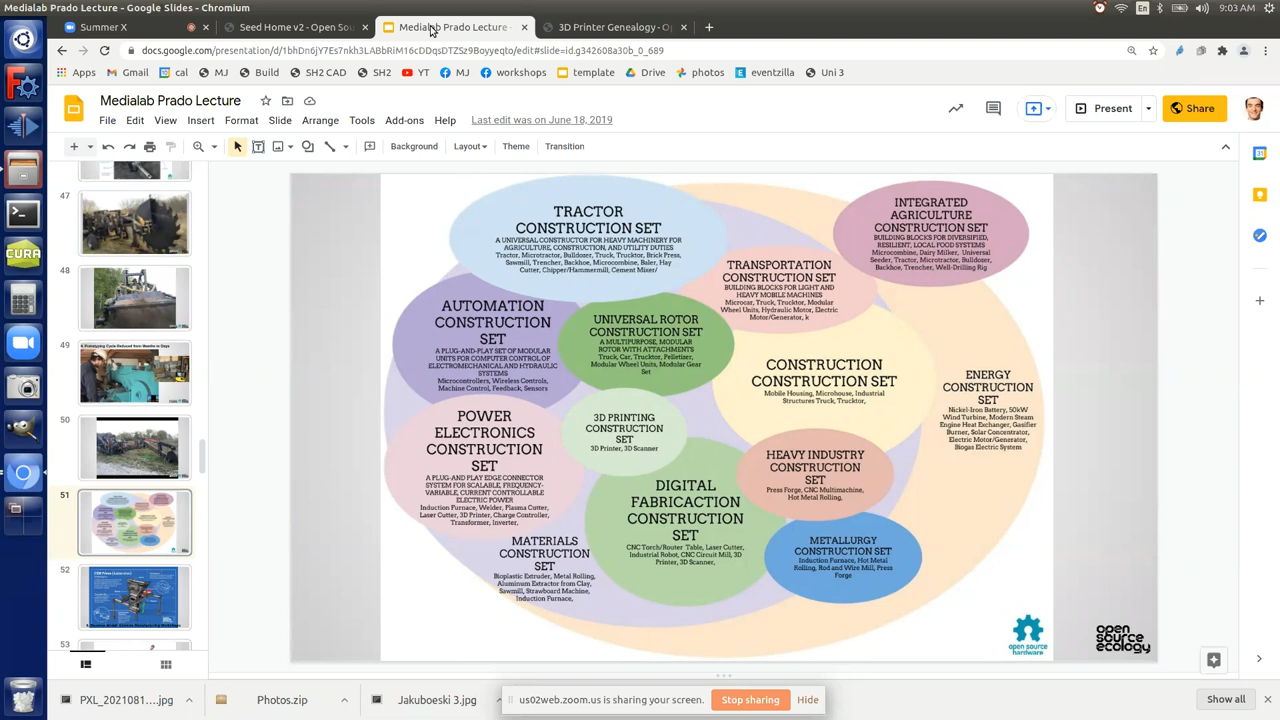 Medialab Prado Lecture - Google Slides - Chromium
En
9:03 AM
Summer X
Seed Home v2 - Open Sou
Medialab Prado Lecture -
3D Printer Genealogy - Op
docs.google.com/presentation/d/1bhDn6jY7Es7nkh3LABbRiM16cDDqsDTZSz9Boyyeqto/edit#slide=id.g342608a30b_0_689
Apps
Gmail
cal
MJ
Build
SH2 CAD
SH2
YT
MJ
workshops
template
Drive
photos
eventzilla
Uni 3
Medialab Prado Lecture
Present
Share
File
Edit
View
Insert
Format
Slide
Arrange
Tools
Add-ons
Help
Last edit was on June 18, 2019
Background
Layout
Theme
Transition
47
48
49
50
51
52
53
CURA
TRACTOR
CONSTRUCTION SET
A UNIVERSAL CONSTRUCTOR FOR HEAVY MACHINERY FOR
AGRICULTURE, CONSTRUCTION, AND UTILITY DUTIES
Tractor, Microtractor, Bulldozer, Truck, Trucktor, Brick Press,
Sawmill, Trencher, Backhoe, Microcombine, Baler, Hay
Cutter, Chipper/Hammermill, Cement Mixer/
INTEGRATED
AGRICULTURE
CONSTRUCTION SET
BUILDING BLOCKS FOR DIVERSIFIED,
RESILIENT, LOCAL FOOD SYSTEMS
Microcombine, Dairy Milker, Universal
Seeder, Tractor, Microtractor, Bulldozer,
Backhoe, Trencher, Well-Drilling Rig
TRANSPORTATION
CONSTRUCTION SET
BUILDING BLOCKS FOR LIGHT AND
HEAVY MOBILE MACHINES
Microcar, Truck, Trucktor, Modular
Wheel Units, Hydraulic Motor, Electric
Motor/Generator, k
AUTOMATION
CONSTRUCTION
SET
A PLUG-AND-PLAY SET OF MODULAR
UNITS FOR COMPUTER CONTROL OF
ELECTROMECHANICAL AND HYDRAULIC
SYSTEMS
Microcontrollers, Wireless Controls,
Machine Control, Feedback, Sensors
UNIVERSAL ROTOR
CONSTRUCTION SET
A MULTIPURPOSE, MODULAR
ROTOR WITH ATTACHMENTS
Truck, Car, Trucktor, Pelletizer,
Modular Wheel Units, Modular Gear
Set
CONSTRUCTION
CONSTRUCTION SET
Mobile Housing, Microhouse, Industrial
Structures Truck, Trucktor,
ENERGY
CONSTRUCTION
SET
Nickel-Iron Battery, 50kW
Wind Turbine, Modern Steam
Engine Heat Exchanger, Gasifier
Burner, Solar Concentrator,
Electric Motor/Generator,
Biogas Electric System
POWER
ELECTRONICS
CONSTRUCTION
SET
A PLUG-AND-PLAY EDGE CONNECTOR
SYSTEM FOR SCALABLE, FREQUENCY-
VARIABLE, CURRENT CONTROLLABLE
ELECTRIC POWER
Induction Furnace, Welder, Plasma Cutter,
Laser Cutter, 3D Printer, Charge Controller,
Transformer, Inverter,
3D PRINTING
CONSTRUCTION
SET
3D Printer, 3D Scanner
HEAVY INDUSTRY
CONSTRUCTION
SET
Press Forge, CNC Multimachine,
Hot Metal Rolling,
DIGITAL
FABRICACTION
CONSTRUCTION
SET
CNC Torch/Router Table, Laser Cutter,
Industrial Robot, CNC Circuit Mill, 3D
Printer, 3D Scanner,
METALLURGY
CONSTRUCTION SET
Induction Furnace, Hot Metal
Rolling, Rod and Wire Mill, Press
Forge
MATERIALS
CONSTRUCTION
SET
Bioplastic Extruder, Metal Rolling,
Aluminum Extractor from Clay,
Sawmill, Strawboard Machine,
Induction Furnace,
open source
hardware
open
source
ecology
PXL_2021081....jpg
Photos.zip
Jakuboeski 3.jpg
us02web.zoom.us is sharing your screen.
Stop sharing
Hide
Show all